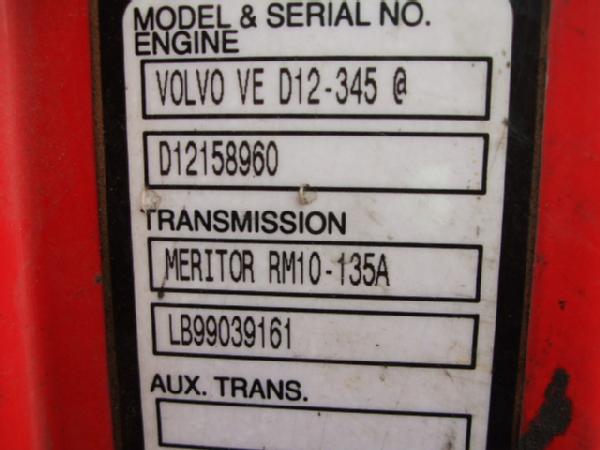 MODEL & SERIAL NO.
ENGINE
VOLVO VE D12-345 @
D12158960
TRANSMISSION
MERITOR RM10-135A
LB99039161
AUX. TRANS.